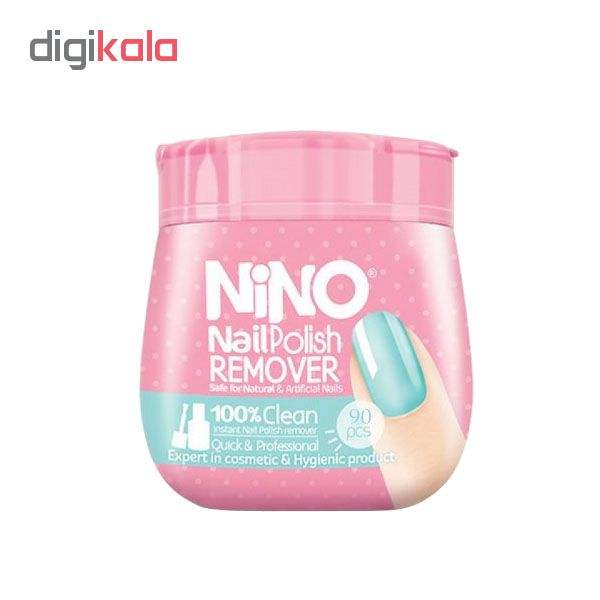 digikala
NiNO®
Nail Polish
REMOVER
Safe for Natural & Artificial Nails
100% Clean
Instant Nail Polish remover
Quick & Professional
Expert in cosmetic & Hygienic product
90
pcs